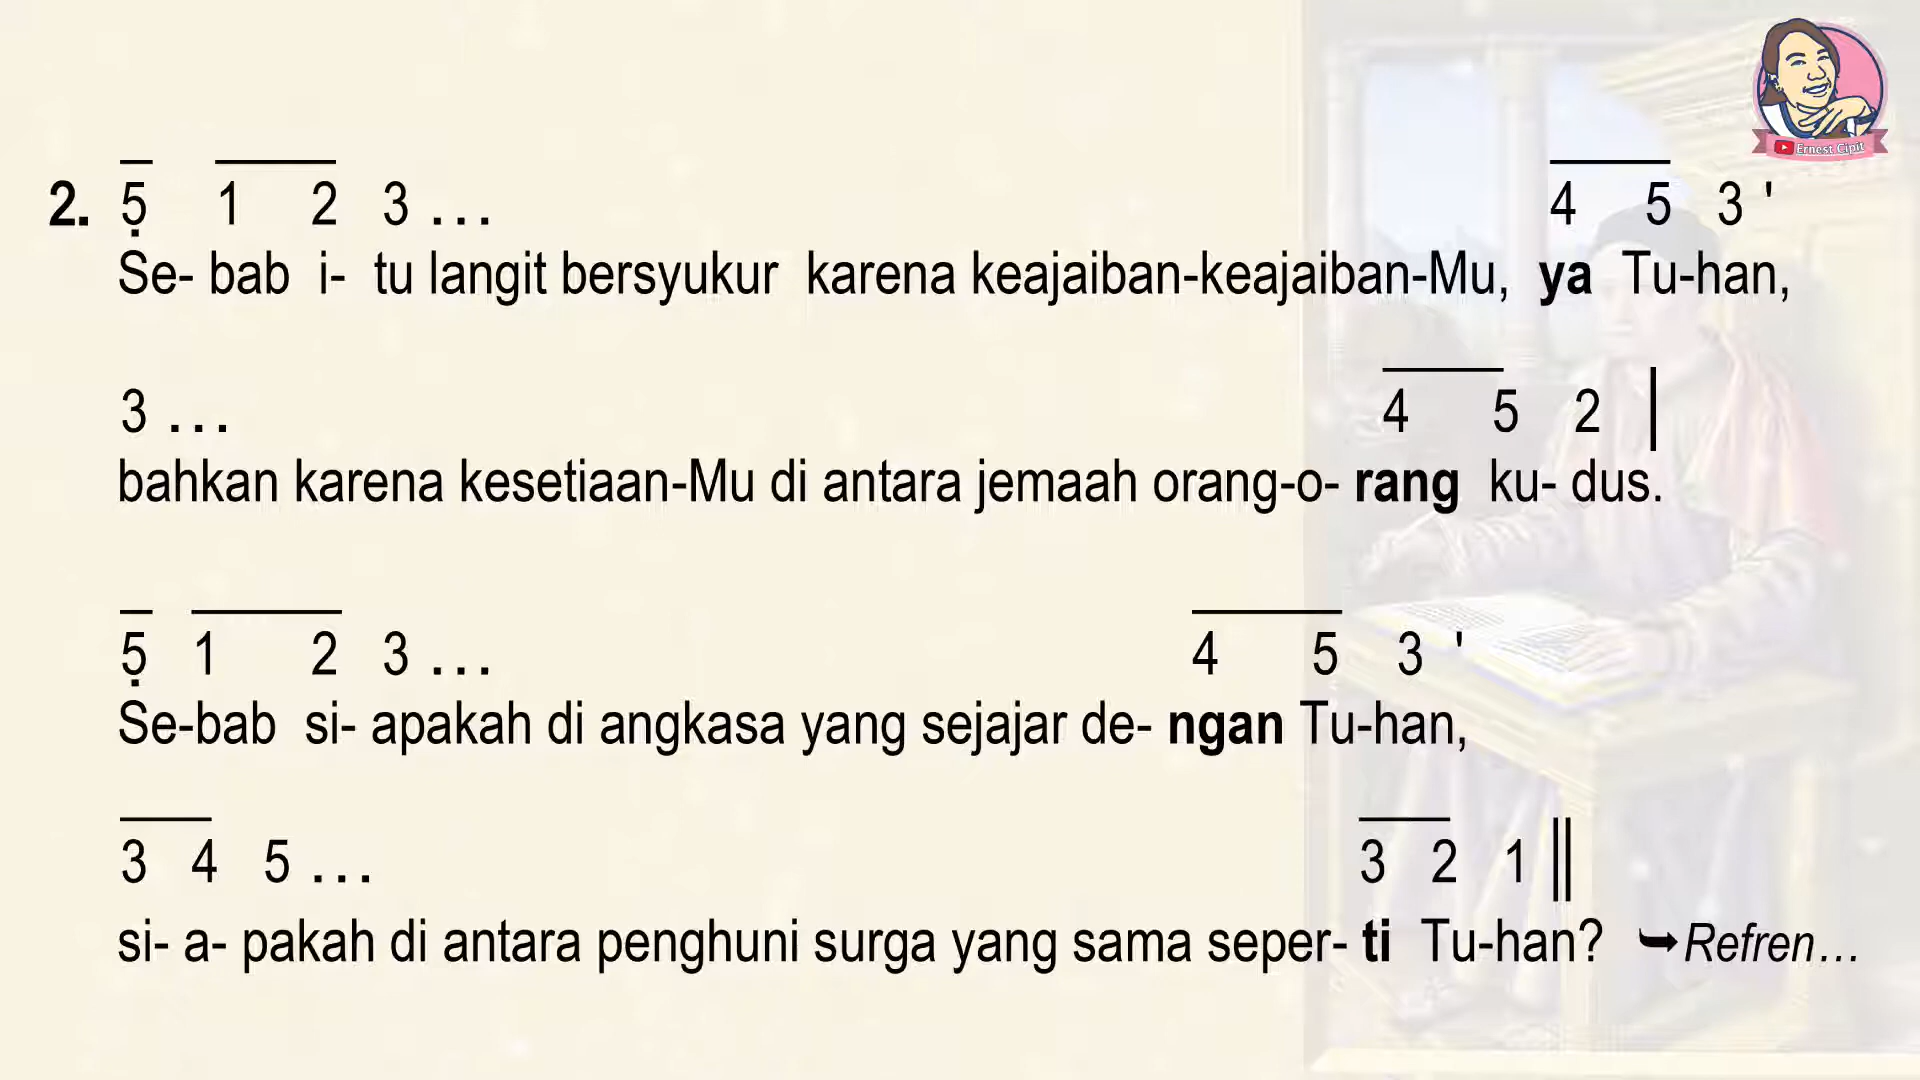 Ernest Cipit
2. 5̣ 1 2 3 ... 4 5 3 '
Se- bab i- tu langit bersyukur karena keajaiban-keajaiban-Mu, ya Tu-han,
3 ... 4 5 2 |
bahkan karena kesetiaan-Mu di antara jemaah orang-o- rang ku- dus.
5̣ 1 2 3 ... 4 5 3 '
Se-bab si- apakah di angkasa yang sejajar de- ngan Tu-han,
3 4 5 ... 3 2 1 ||
si- a- pakah di antara penghuni surga yang sama seper- ti Tu-han? ➥Refren...